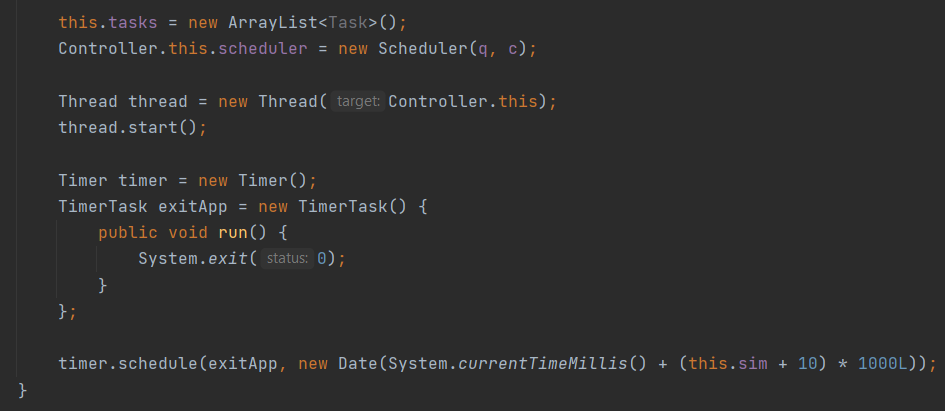 this.tasks = new ArrayList<Task>();
Controller.this.scheduler = new Scheduler(q, c);
Thread thread = new Thread( target: Controller.this);
thread.start();
Timer timer = new Timer();
TimerTask exitApp = new TimerTask() {
public void run() {
System.exit( status: 0);
}
};
timer.schedule(exitApp, new Date(System.currentTimeMillis() + (this.sim + 10) * 1000L));
}